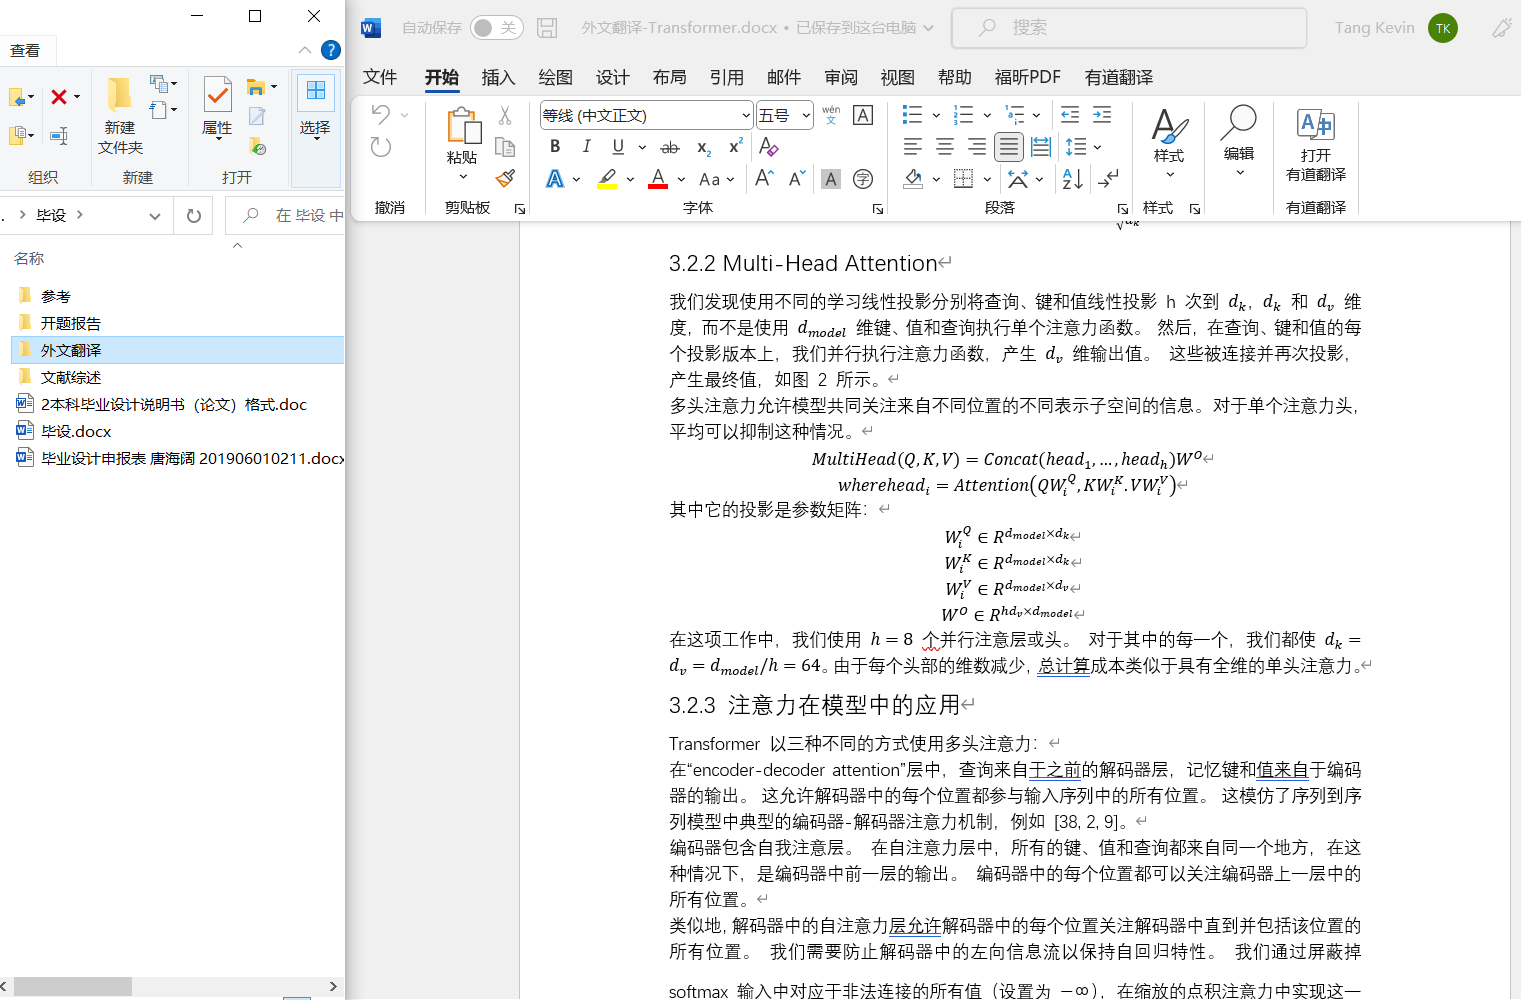 查看
新建
文件夹
属性
选择
组织
新建
打开
毕设
在 毕设 中
名称
参考
开题报告
外文翻译
文献综述
2本科毕业设计说明书（论文）格式.doc
毕设.docx
毕业设计申报表 唐海阔 201906010211.docx
自动保存 关 外文翻译-Transformer.docx • 已保存到这台电脑 搜索 Tang Kevin TK
文件 开始 插入 绘图 设计 布局 引用 邮件 审阅 视图 帮助 福昕PDF 有道翻译
粘贴
等线 (中文正文) 五号 wén 文 A
B I U ab x₂ x² A
A A Aa A A A 字
样式
编辑
打开
有道翻译
撤消 剪贴板 字体 段落 样式 有道翻译
3.2.2 Multi-Head Attention
我们发现使用不同的学习线性投影分别将查询、键和值线性投影 h 次到 d_k, d_k 和 d_v 维
度，而不是使用 d_model 维键、值和查询执行单个注意力函数。 然后，在查询、键和值的每
个投影版本上，我们并行执行注意力函数，产生 d_v 维输出值。 这些被连接并再次投影，
产生最终值，如图 2 所示。
多头注意力允许模型共同关注来自不同位置的不同表示子空间的信息。对于单个注意力头，
平均可以抑制这种情况。
MultiHead(Q, K, V) = Concat(head_1, …, head_h)W^O
wherehead_i = Attention(QW_i^Q, KW_i^K. VW_i^V)
其中它的投影是参数矩阵：
W_i^Q ∈ R^{d_model×d_k}
W_i^K ∈ R^{d_model×d_k}
W_i^V ∈ R^{d_model×d_v}
W^O ∈ R^{hd_v×d_model}
在这项工作中，我们使用 h = 8 个并行注意层或头。 对于其中的每一个，我们都使 d_k =
d_v = d_model/h = 64。由于每个头部的维数减少，总计算成本类似于具有全维的单头注意力。
3.2.3 注意力在模型中的应用
Transformer 以三种不同的方式使用多头注意力：
在“encoder-decoder attention”层中，查询来自于之前的解码器层，记忆键和值来自于编码
器的输出。 这允许解码器中的每个位置都参与输入序列中的所有位置。 这模仿了序列到序
列模型中典型的编码器-解码器注意力机制，例如 [38, 2, 9]。
编码器包含自我注意层。 在自注意力层中，所有的键、值和查询都来自同一个地方，在这
种情况下，是编码器中前一层的输出。 编码器中的每个位置都可以关注编码器上一层中的
所有位置。
类似地，解码器中的自注意力层允许解码器中的每个位置关注解码器中直到并包括该位置的
所有位置。 我们需要防止解码器中的左向信息流以保持自回归特性。 我们通过屏蔽掉
softmax 输入中对应于非法连接的所有值（设置为 −∞），在缩放的点积注意力中实现这一